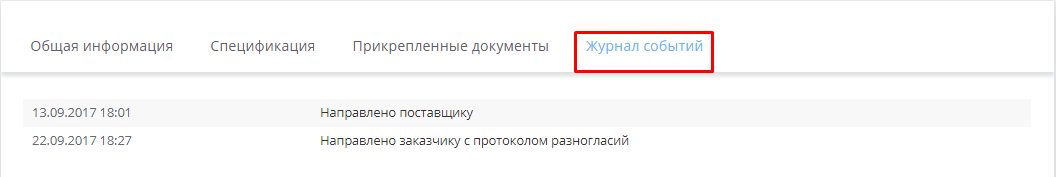 Общая информация Спецификация Прикрепленные документы Журнал событий
13.09.2017 18:01 Направлено поставщику
22.09.2017 18:27 Направлено заказчику с протоколом разногласий